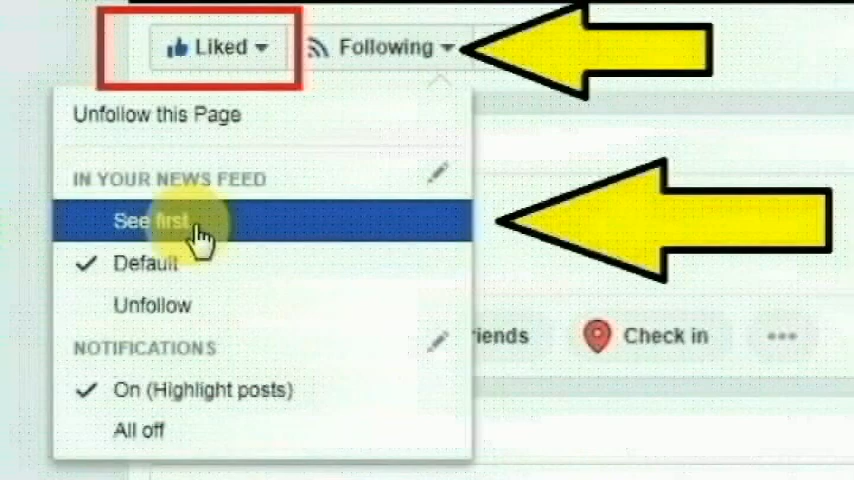 Liked Following
Unfollow this Page
IN YOUR NEWS FEED
See first
Default
Unfollow
NOTIFICATIONS
riends Check in
On (Highlight posts)
All off